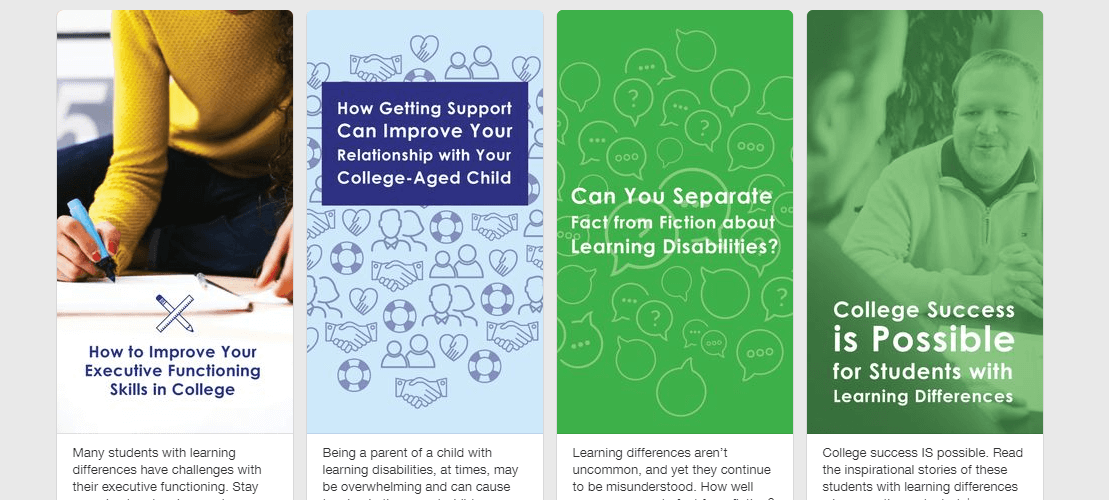 How to Improve Your
Executive Functioning
Skills in College
Many students with learning
differences have challenges with
their executive functioning. Stay
How Getting Support
Can Improve Your
Relationship with Your
College-Aged Child
Being a parent of a child with
learning disabilities, at times, may
be overwhelming and can cause
Can You Separate
Fact from Fiction about
Learning Disabilities?
Learning differences aren't
uncommon, and yet they continue
to be misunderstood. How well
College Success
is Possible
for Students with
Learning Differences
College success IS possible. Read
the inspirational stories of these
students with learning differences